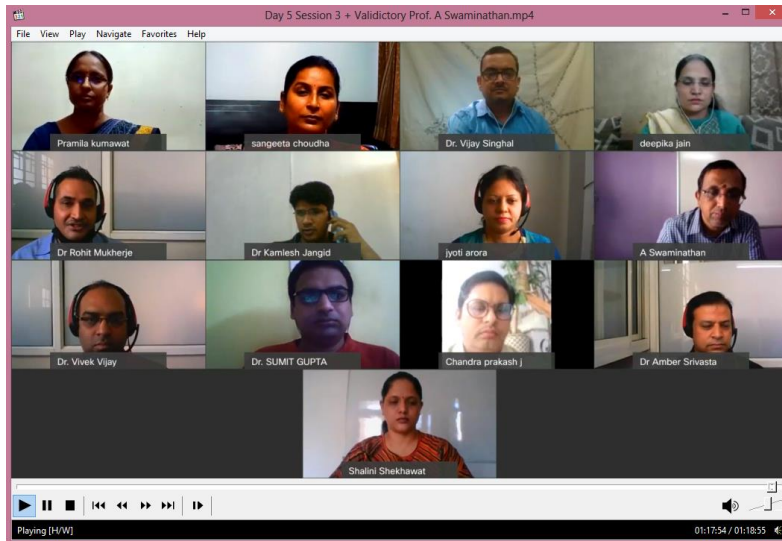 Day 5 Session 3 + Validictory Prof. A Swaminathan.mp4
File View Play Navigate Favorites Help
Pramila kumawat
sangeeta choudha
Dr. Vijay Singhal
deepika jain
Dr Rohit Mukherje
Dr Kamlesh Jangid
jyoti arora
A Swaminathan
Dr. Vivek Vijay
Dr. SUMIT GUPTA
Chandra prakash j
Dr Amber Srivasta
Shalini Shekhawat
Playing [H/W]
01:17:54 / 01:18:55